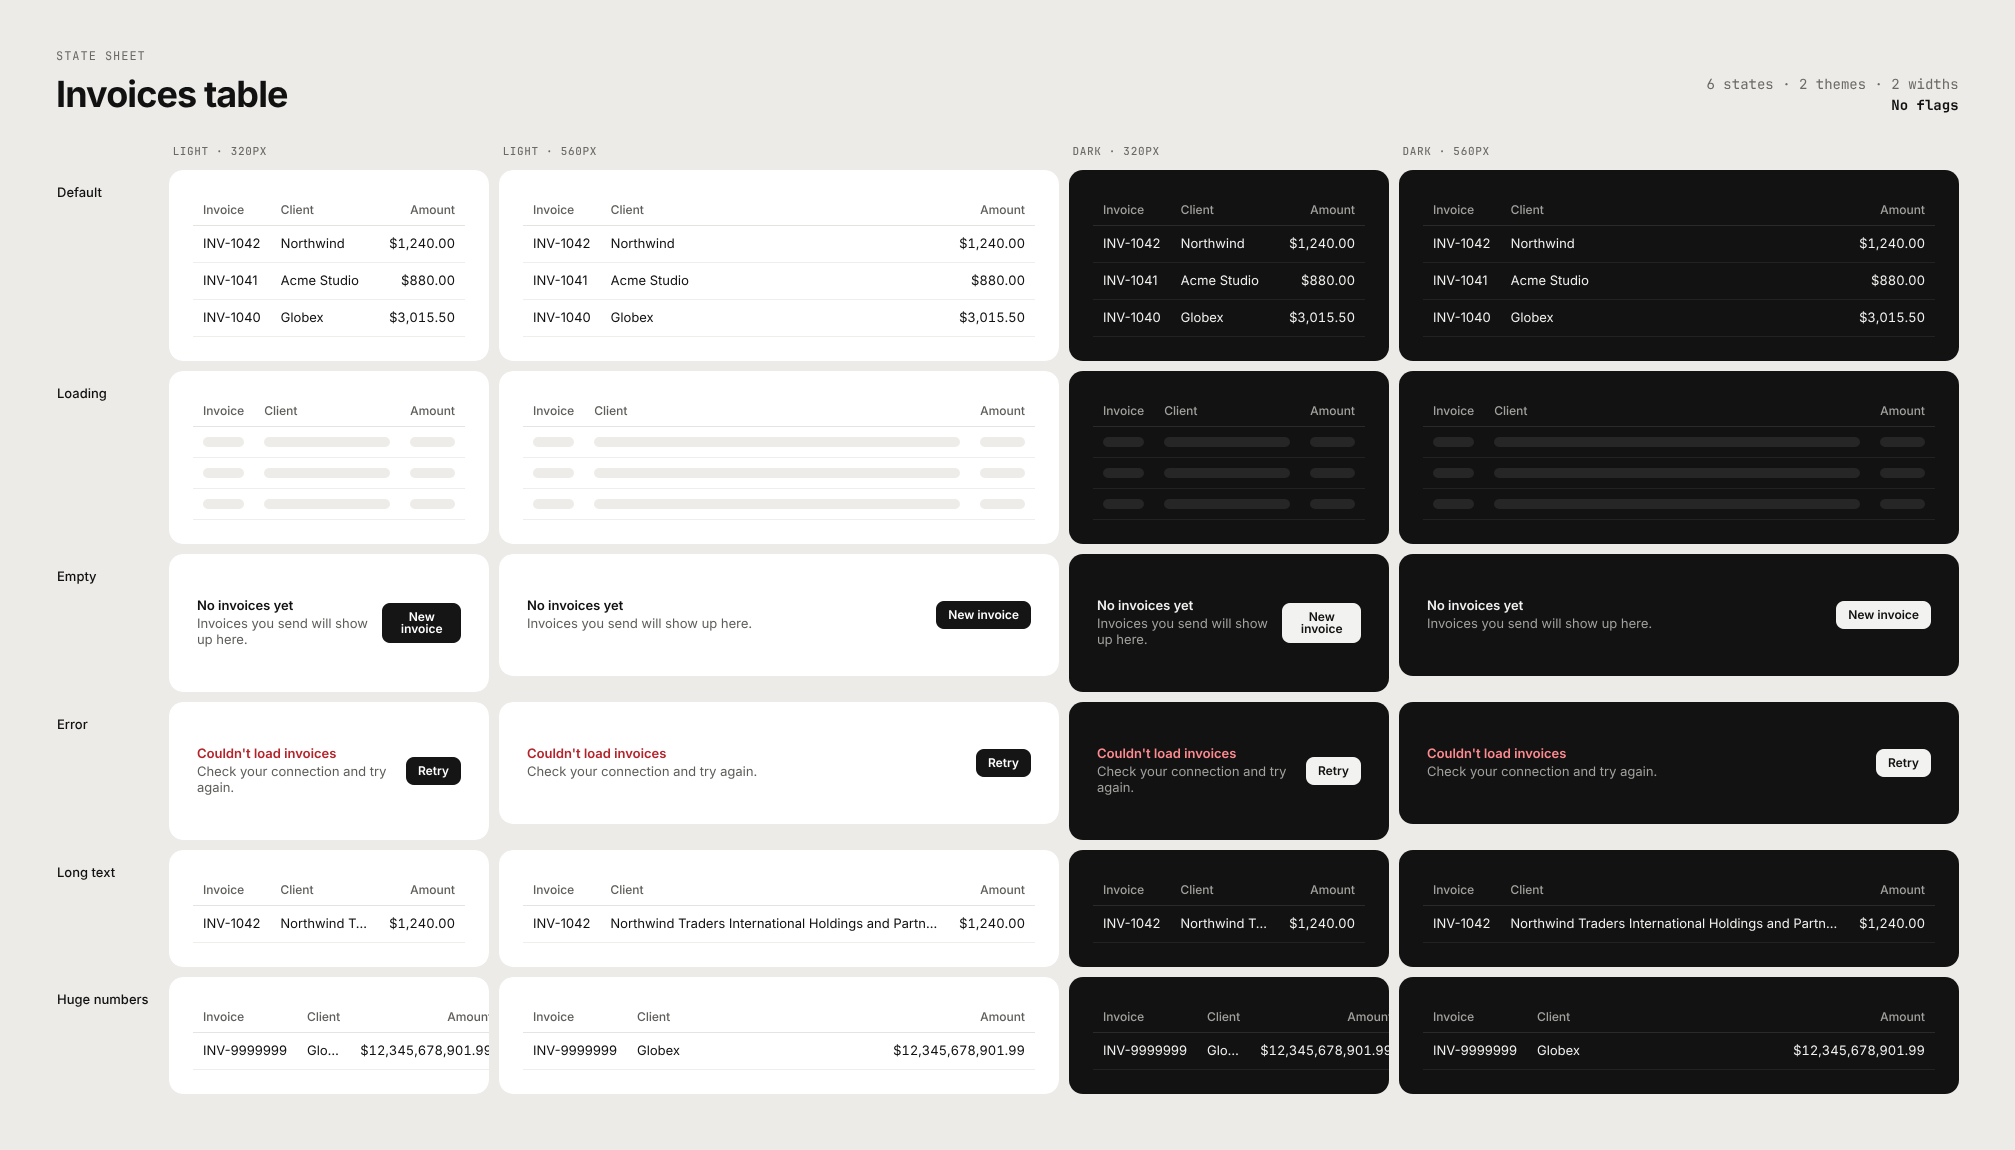 STATE SHEET
Invoices table
6 states · 2 themes · 2 widths
No flags
LIGHT · 320PX
LIGHT · 560PX
DARK · 320PX
DARK · 560PX
Default
Invoice Client Amount
INV-1042 Northwind $1,240.00
INV-1041 Acme Studio $880.00
INV-1040 Globex $3,015.50
Invoice Client Amount
INV-1042 Northwind $1,240.00
INV-1041 Acme Studio $880.00
INV-1040 Globex $3,015.50
Invoice Client Amount
INV-1042 Northwind $1,240.00
INV-1041 Acme Studio $880.00
INV-1040 Globex $3,015.50
Invoice Client Amount
INV-1042 Northwind $1,240.00
INV-1041 Acme Studio $880.00
INV-1040 Globex $3,015.50
Loading
Invoice Client Amount
Invoice Client Amount
Invoice Client Amount
Invoice Client Amount
Empty
No invoices yet
Invoices you send will show
up here.
New
invoice
No invoices yet
Invoices you send will show up here.
New invoice
No invoices yet
Invoices you send will show
up here.
New
invoice
No invoices yet
Invoices you send will show up here.
New invoice
Error
Couldn't load invoices
Check your connection and try
again.
Retry
Couldn't load invoices
Check your connection and try again.
Retry
Couldn't load invoices
Check your connection and try
again.
Retry
Couldn't load invoices
Check your connection and try again.
Retry
Long text
Invoice Client Amount
INV-1042 Northwind T... $1,240.00
Invoice Client Amount
INV-1042 Northwind Traders International Holdings and Partn... $1,240.00
Invoice Client Amount
INV-1042 Northwind T... $1,240.00
Invoice Client Amount
INV-1042 Northwind Traders International Holdings and Partn... $1,240.00
Huge numbers
Invoice Client Amount
INV-9999999 Glo... $12,345,678,901.99
Invoice Client Amount
INV-9999999 Globex $12,345,678,901.99
Invoice Client Amount
INV-9999999 Glo... $12,345,678,901.99
Invoice Client Amount
INV-9999999 Globex $12,345,678,901.99